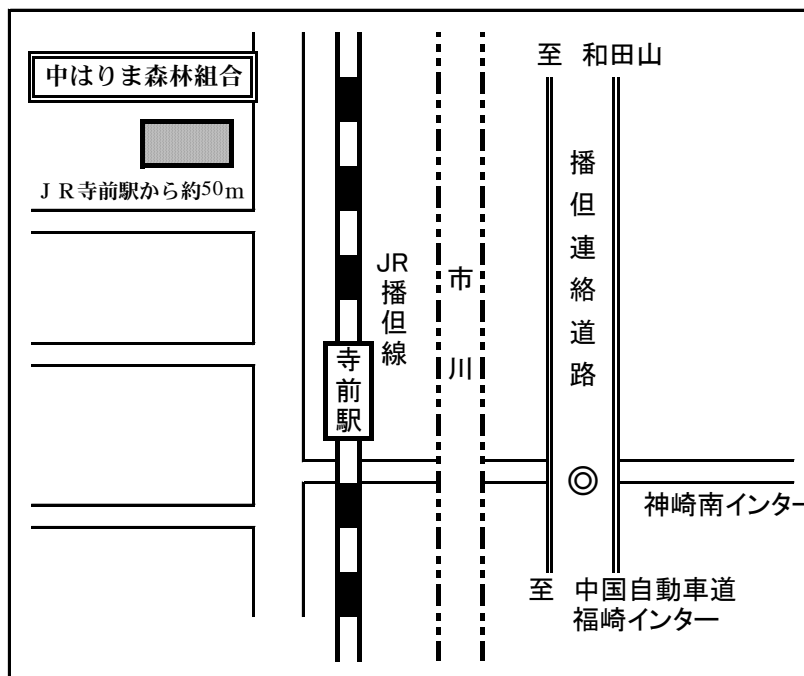 中はりま森林組合
JR寺前駅から約50m
至 和田山
播但連絡道路
JR播但線
市川
寺前駅
神崎南インター
至 中国自動車道
福崎インター